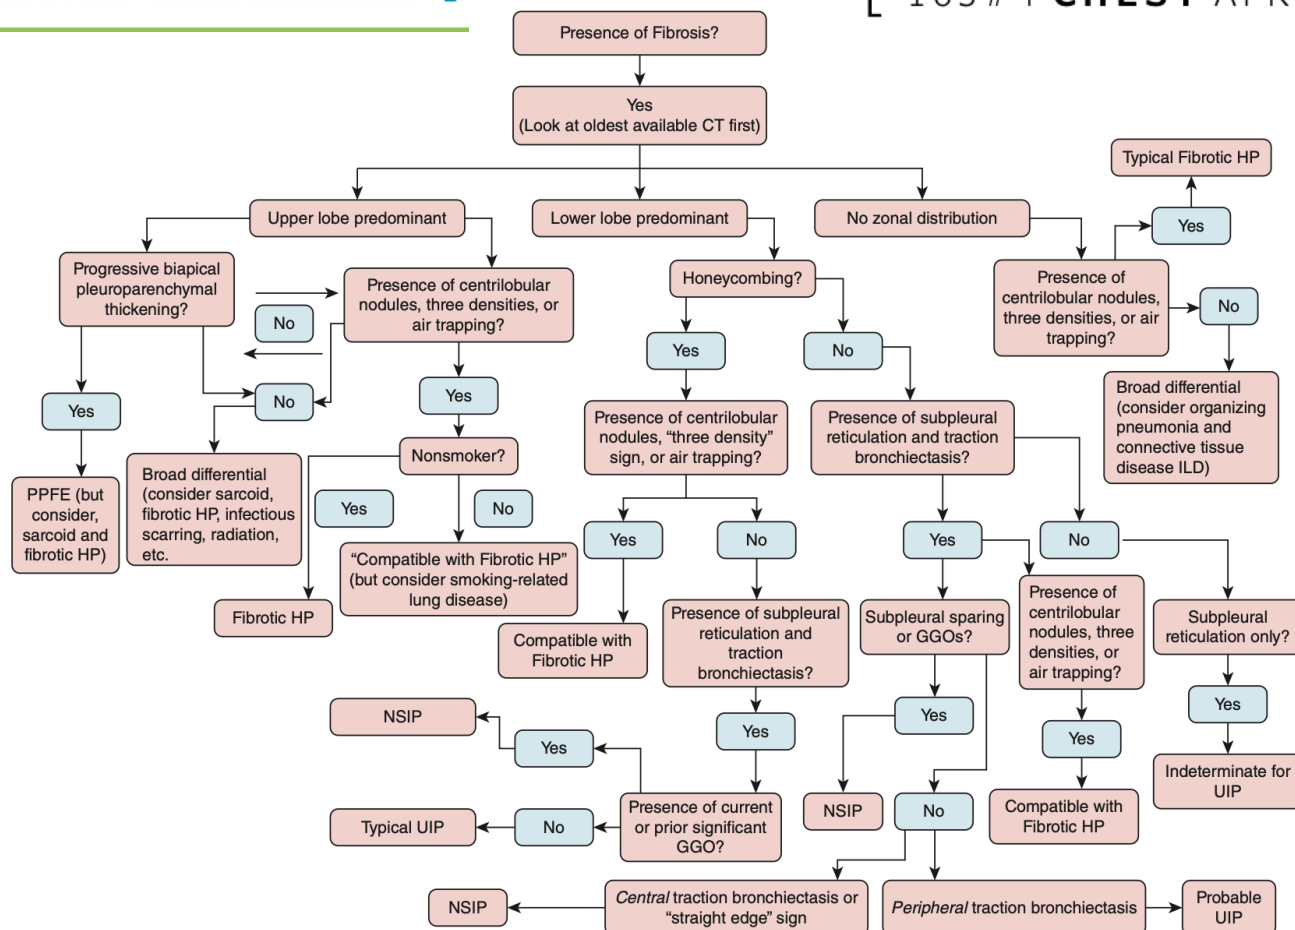 Presence of Fibrosis?
Yes
(Look at oldest available CT first)
Typical Fibrotic HP
Yes
Upper lobe predominant
Lower lobe predominant
No zonal distribution
Progressive biapical
pleuroparenchymal
thickening?
No
Presence of centrilobular
nodules, three densities, or
air trapping?
Honeycombing?
Presence of
centrilobular nodules,
three densities, or air
trapping?
No
Yes
No
Yes
Yes
No
Broad differential
(consider organizing
pneumonia and
connective tissue
disease ILD)
Presence of centrilobular
nodules, “three density”
sign, or air trapping?
Presence of subpleural
reticulation and traction
bronchiectasis?
Nonsmoker?
PPFE (but
consider,
sarcoid and
fibrotic HP)
Broad differential
(consider sarcoid,
fibrotic HP, infectious
scarring, radiation,
etc.
Yes
No
Yes
No
Yes
No
“Compatible with Fibrotic HP”
(but consider smoking-related
lung disease)
Fibrotic HP
Compatible with
Fibrotic HP
Presence of subpleural
reticulation and
traction
bronchiectasis?
Subpleural sparing
or GGOs?
Presence of
centrilobular
nodules, three
densities, or
air trapping?
Subpleural
reticulation only?
NSIP
Yes
Yes
Yes
Yes
Yes
Indeterminate for
UIP
Typical UIP
No
Presence of current
or prior significant
GGO?
NSIP
No
Compatible with
Fibrotic HP
NSIP
Central traction bronchiectasis or
“straight edge” sign
Peripheral traction bronchiectasis
Probable
UIP